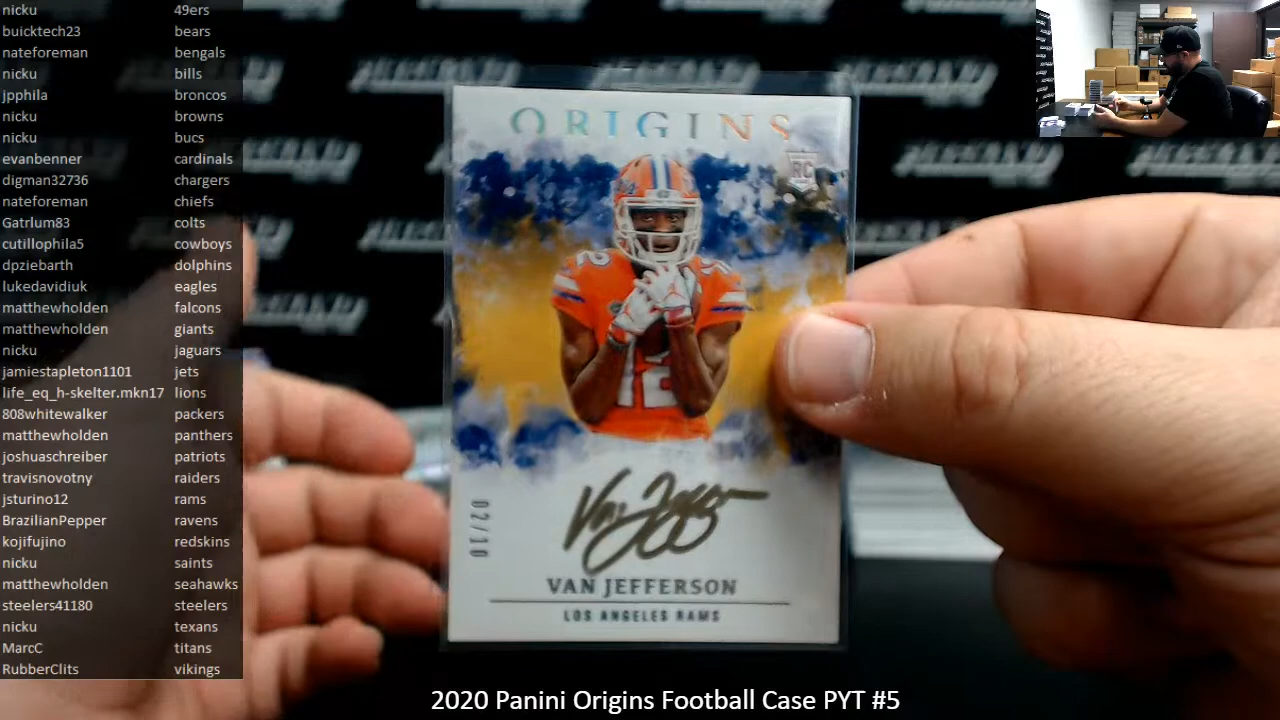 nicku 49ers
buicktech23 bears
nateforeman bengals
nicku bills
jpphila broncos
nicku browns
nicku bucs
evanbenner cardinals
digman32736 chargers
nateforeman chiefs
Gatrlum83 colts
cutillophila5 cowboys
dpziebarth dolphins
lukedavidiuk eagles
matthewholden falcons
matthewholden giants
nicku jaguars
jamiestapleton1101 jets
life_eq_h-skelter.mkn17 lions
808whitewalker packers
matthewholden panthers
joshuaschreiber patriots
travisnovotny raiders
jsturino12 rams
BrazilianPepper ravens
kojifujino redskins
nicku saints
matthewholden seahawks
steelers41180 steelers
nicku texans
MarcC titans
RubberClits vikings
ORIGINS
RC
12
02/10
Van Jefferson
VAN JEFFERSON
LOS ANGELES RAMS
2020 Panini Origins Football Case PYT #5